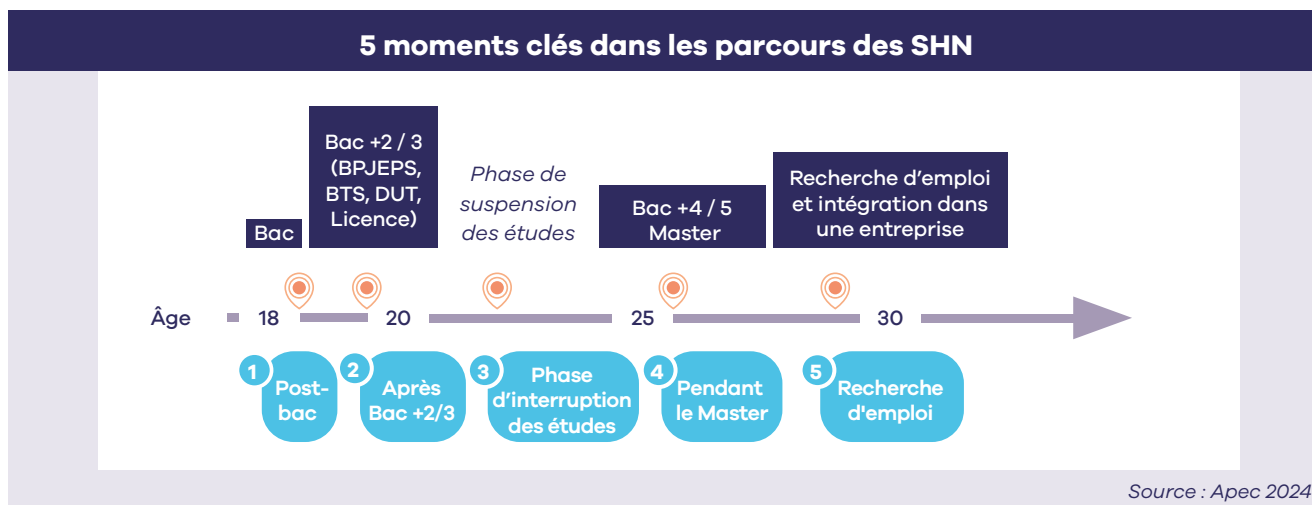 5 moments clés dans les parcours des SHN
Bac
Bac +2 / 3
(BPJEPS,
BTS, DUT,
Licence)
Phase de
suspension
des études
Bac +4 / 5
Master
Recherche d’emploi
et intégration dans
une entreprise
Âge 18 20 25 30
1
Post-
bac
2
Après
Bac +2/3
3
Phase
d’interruption
des études
4
Pendant
le Master
5
Recherche
d'emploi
Source : Apec 2024